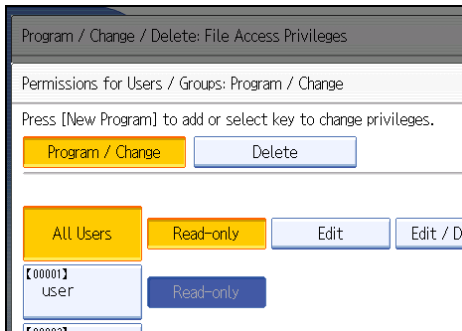 Program / Change / Delete: File Access Privileges
Permissions for Users / Groups: Program / Change
Press [New Program] to add or select key to change privileges.
Program / Change Delete
All Users Read-only Edit Edit / D
【00001】
user Read-only